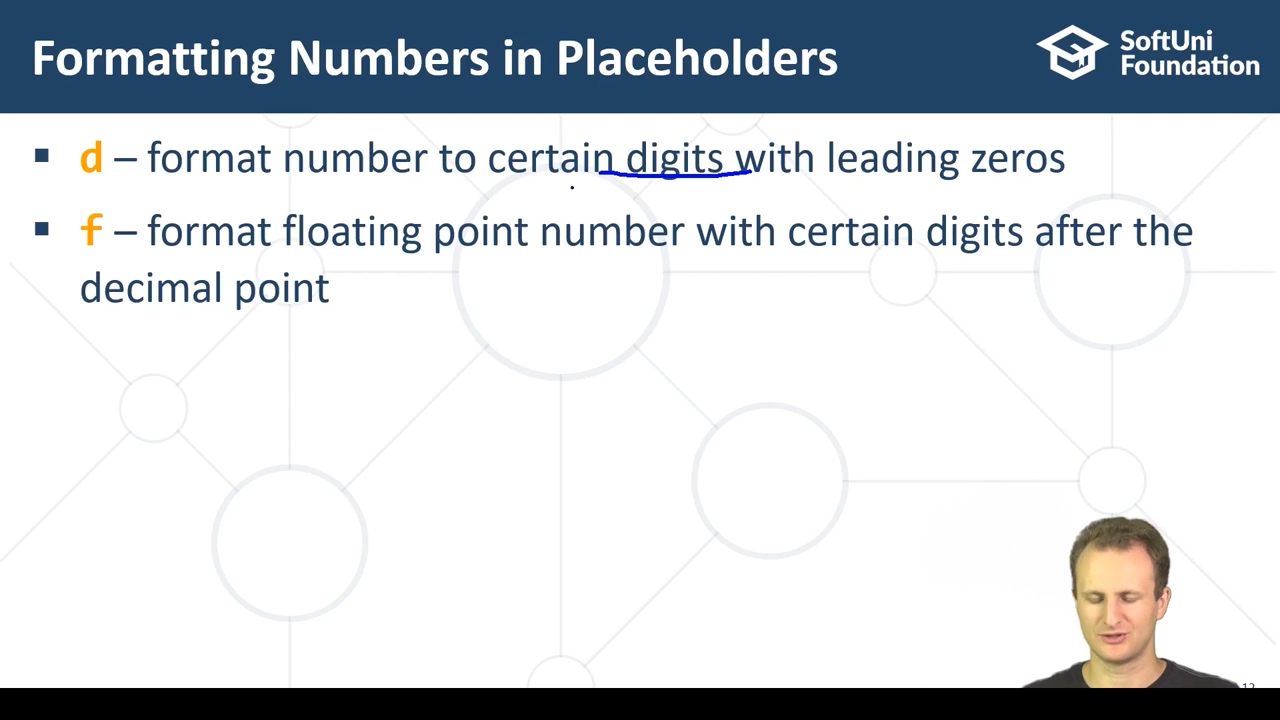 Formatting Numbers in Placeholders
SoftUni
Foundation
d – format number to certain digits with leading zeros
f – format floating point number with certain digits after the
decimal point